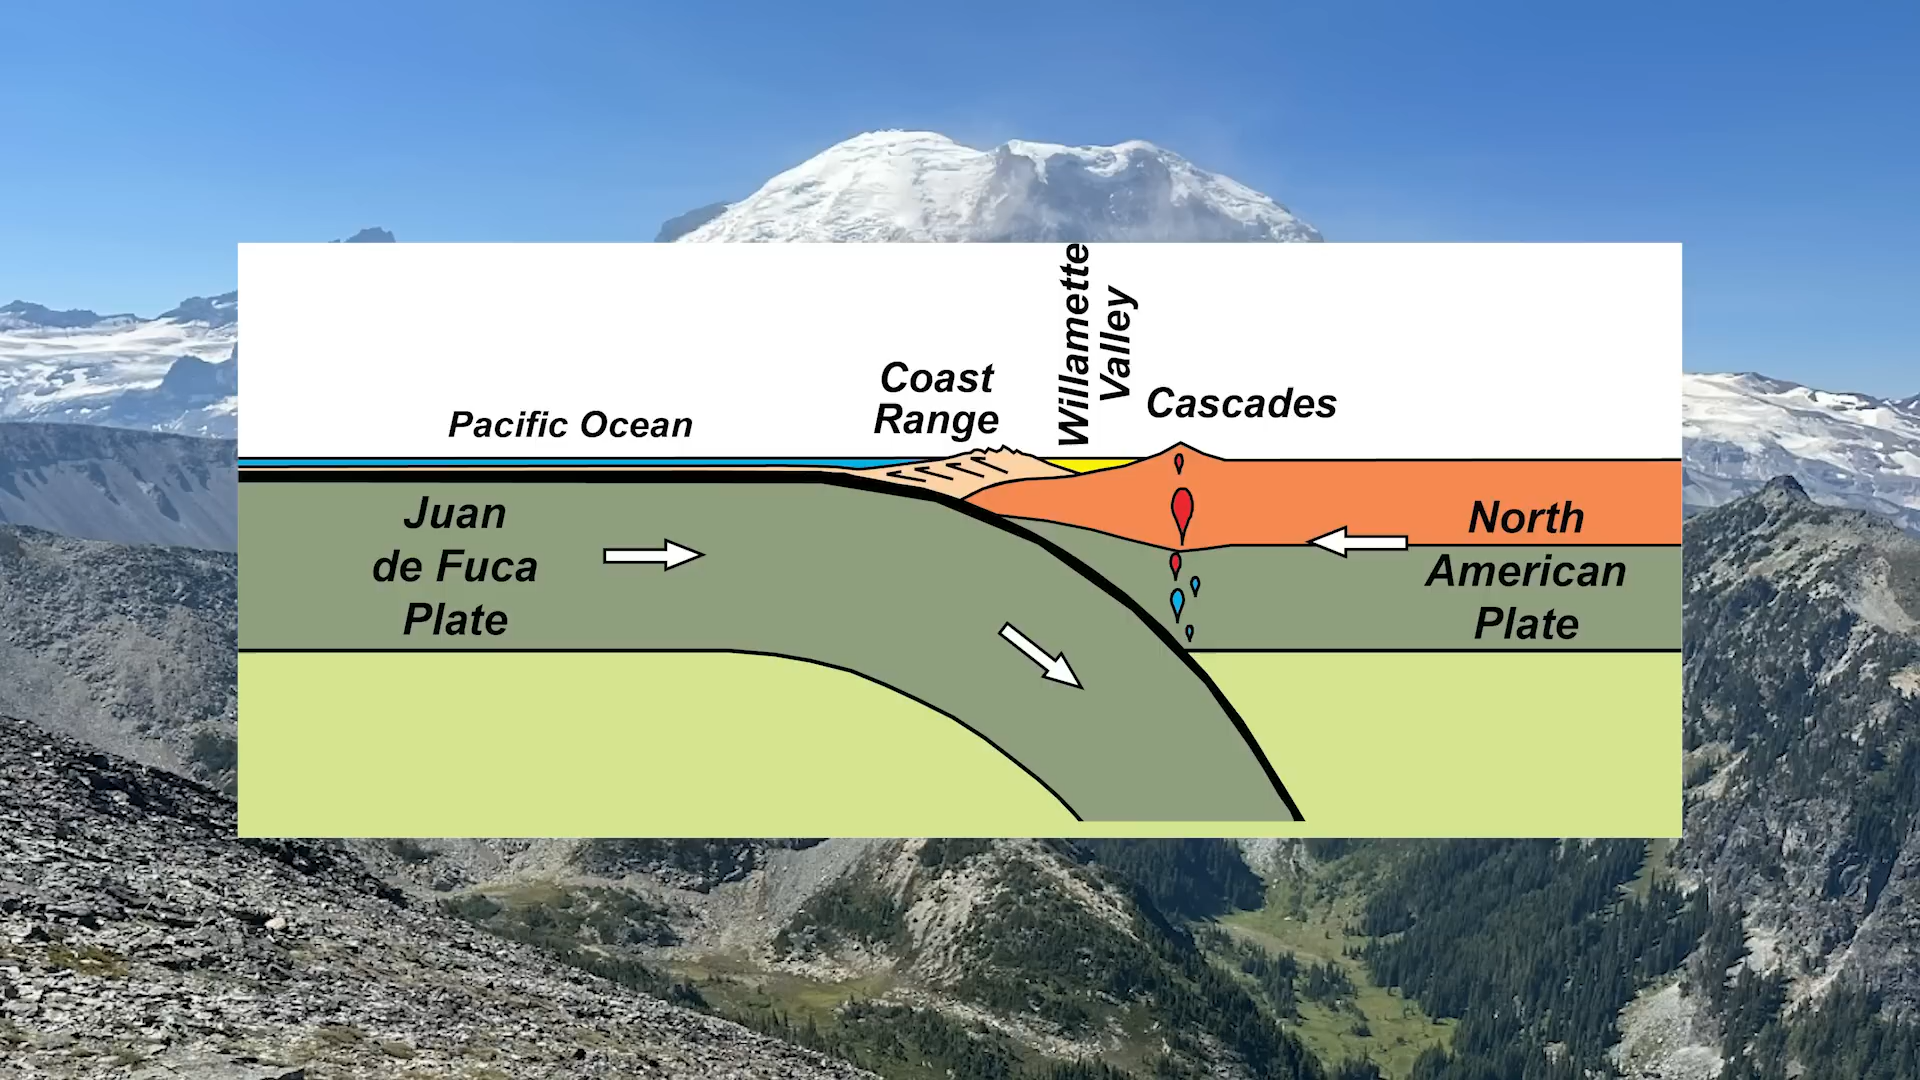 Pacific Ocean
Coast
Range
Willamette
Valley
Cascades
Juan
de Fuca
Plate
North
American
Plate